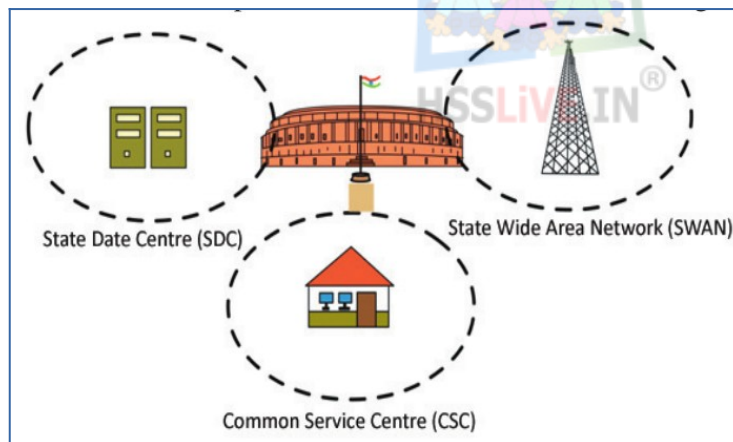 HSSLIVE.IN®
State Date Centre (SDC)
State Wide Area Network (SWAN)
Common Service Centre (CSC)